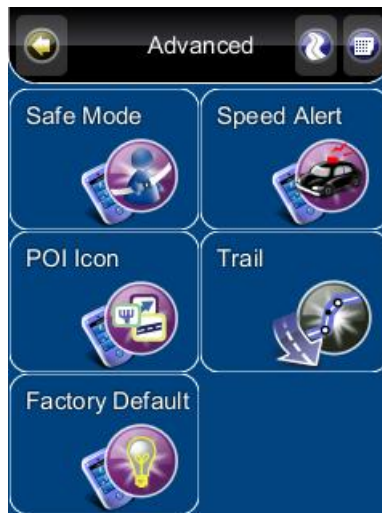 Advanced
Safe Mode
Speed Alert
POI Icon
Trail
Factory Default